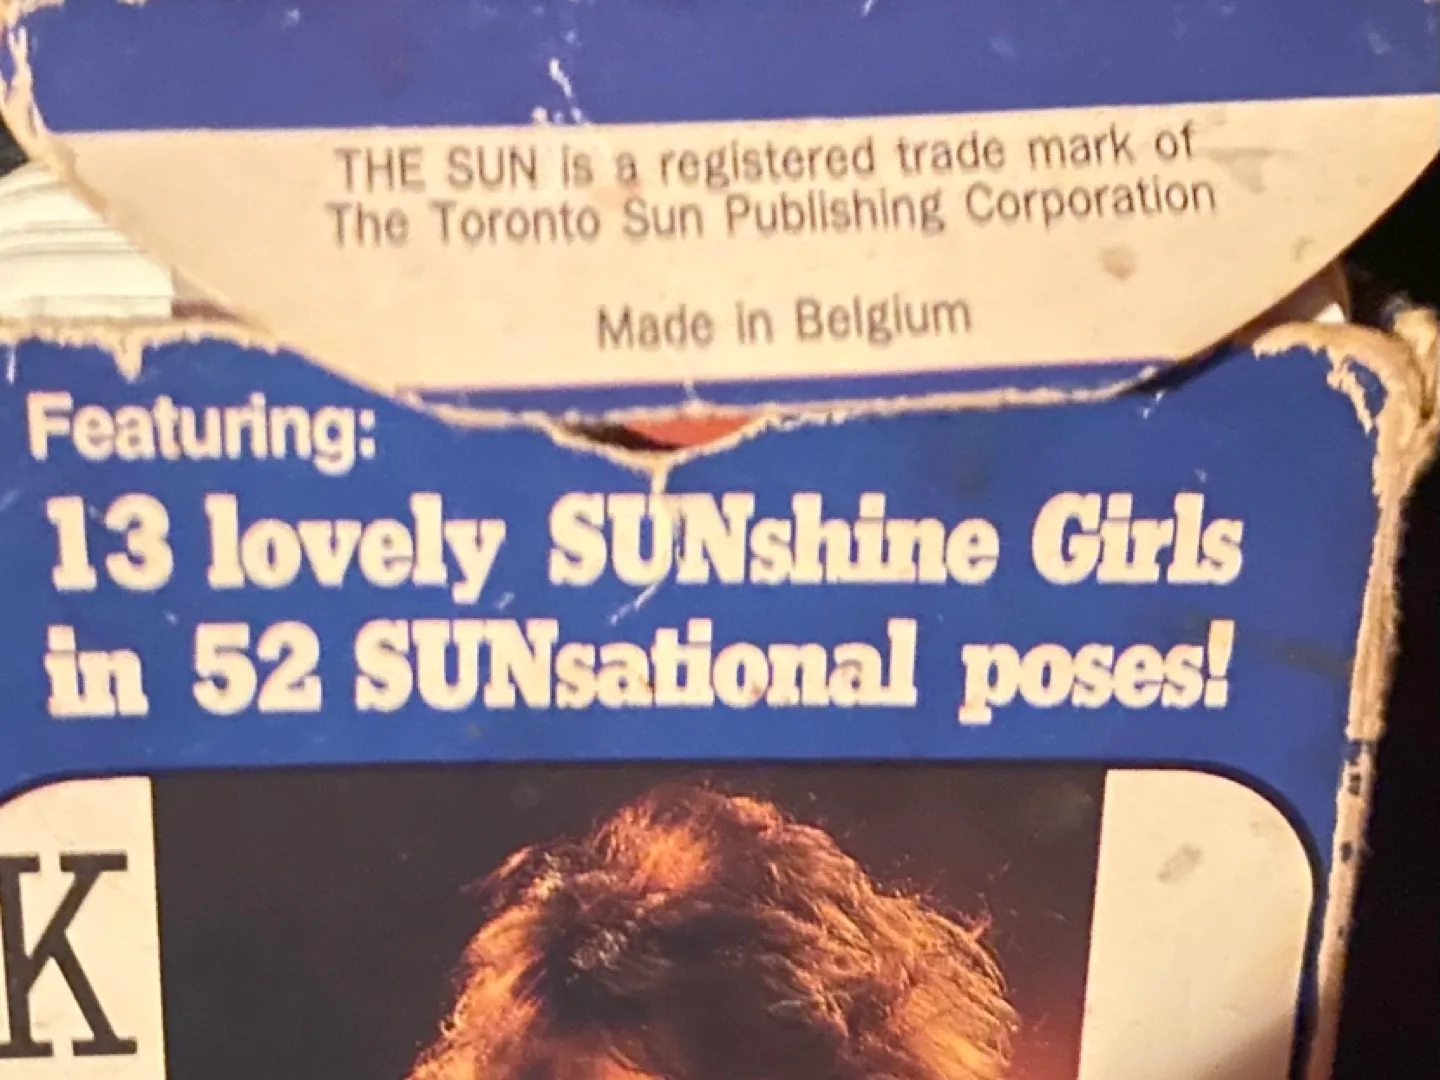 THE SUN is a registered trade mark of
The Toronto Sun Publishing Corporation
Made in Belgium
Featuring:
13 lovely SUNshine Girls
in 52 SUNsational poses!
K